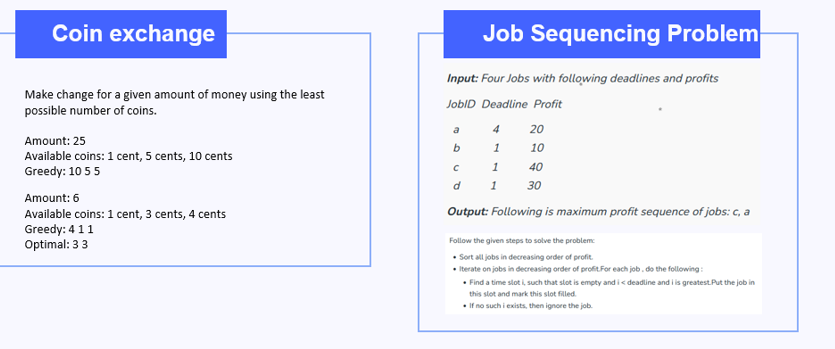 Coin exchange
Make change for a given amount of money using the least
possible number of coins.
Amount: 25
Available coins: 1 cent, 5 cents, 10 cents
Greedy: 10 5 5
Amount: 6
Available coins: 1 cent, 3 cents, 4 cents
Greedy: 4 1 1
Optimal: 3 3
Job Sequencing Problem
Input: Four Jobs with following deadlines and profits
JobID Deadline Profit
a 4 20
b 1 10
c 1 40
d 1 30
Output: Following is maximum profit sequence of jobs: c, a
Follow the given steps to solve the problem:
• Sort all jobs in decreasing order of profit.
• Iterate on jobs in decreasing order of profit.For each job , do the following :
• Find a time slot i, such that slot is empty and i < deadline and i is greatest.Put the job in
this slot and mark this slot filled.
• If no such i exists, then ignore the job.